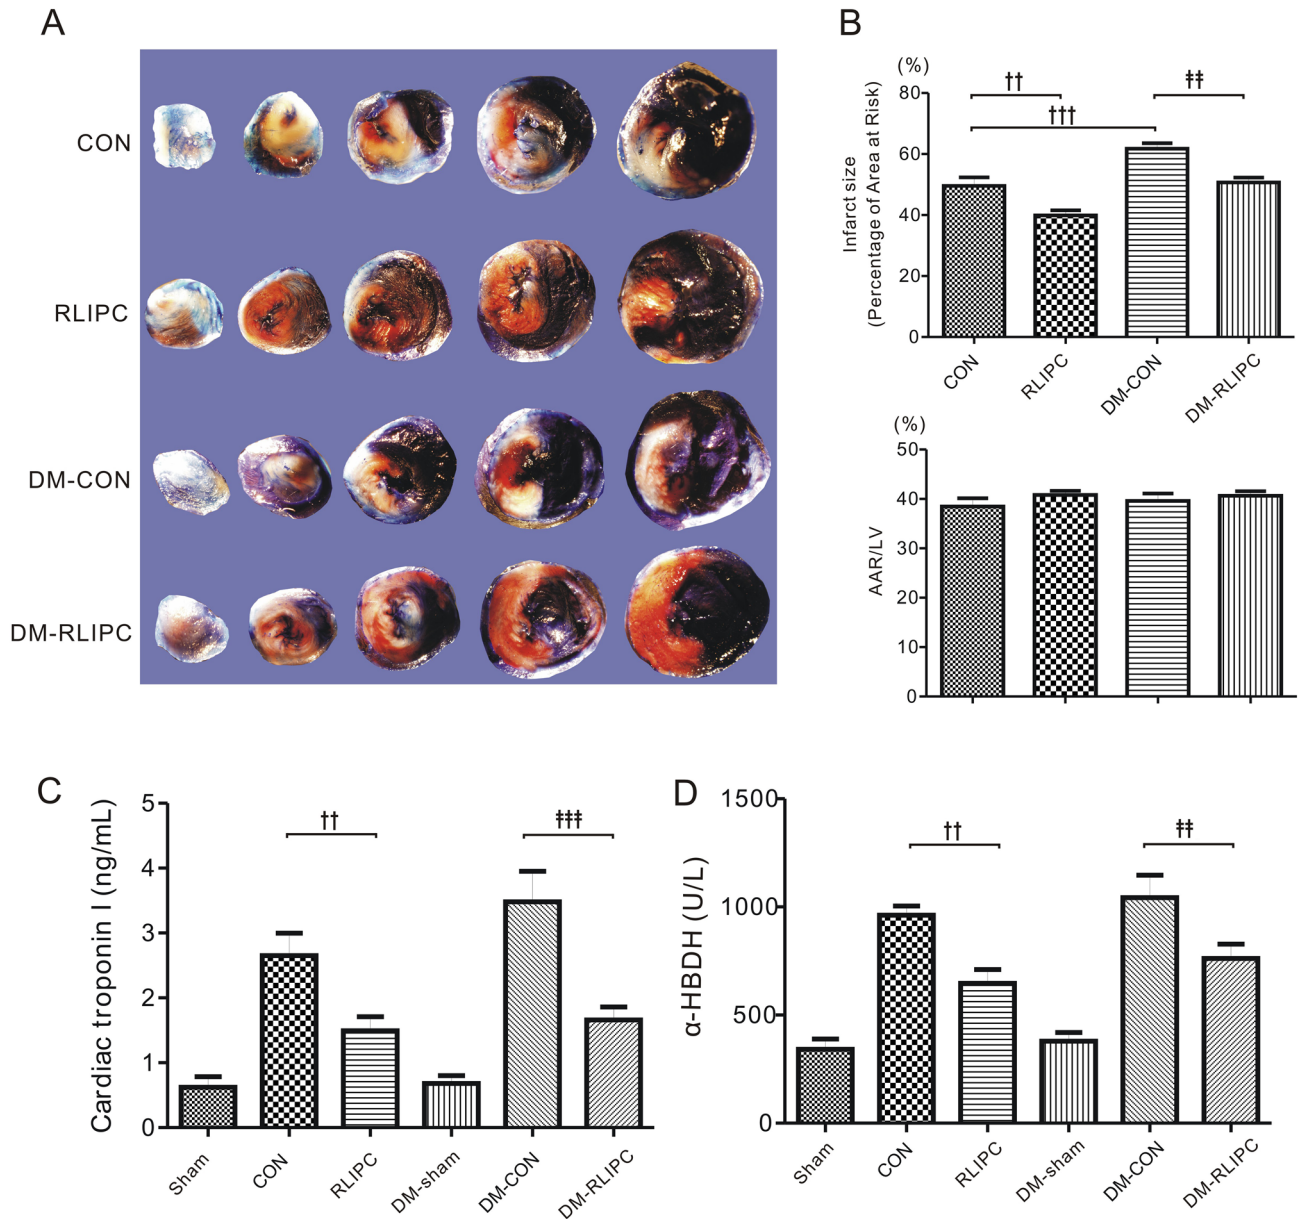 A
CON
RLIPC
DM-CON
DM-RLIPC
B
(%)
Infarct size
(Percentage of Area at Risk)
80
60
40
20
0
††
†††
‡‡
CON
RLIPC
DM-CON
DM-RLIPC
(%)
AAR/LV
50
40
30
20
10
0
C
Cardiac troponin I (ng/mL)
5
4
3
2
1
0
††
‡‡‡
Sham
CON
RLIPC
DM-sham
DM-CON
DM-RLIPC
D
α-HBDH (U/L)
1500
1000
500
0
††
‡‡
Sham
CON
RLIPC
DM-sham
DM-CON
DM-RLIPC